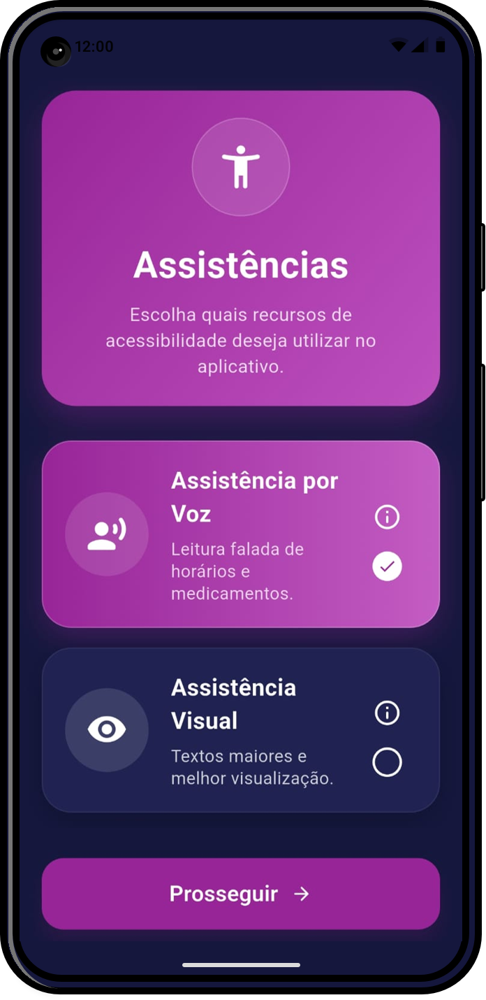 12:00
Assistências
Escolha quais recursos de
acessibilidade deseja utilizar no
aplicativo.
Assistência por
Voz
Leitura falada de
horários e
medicamentos.
Assistência
Visual
Textos maiores e
melhor visualização.
Prosseguir →